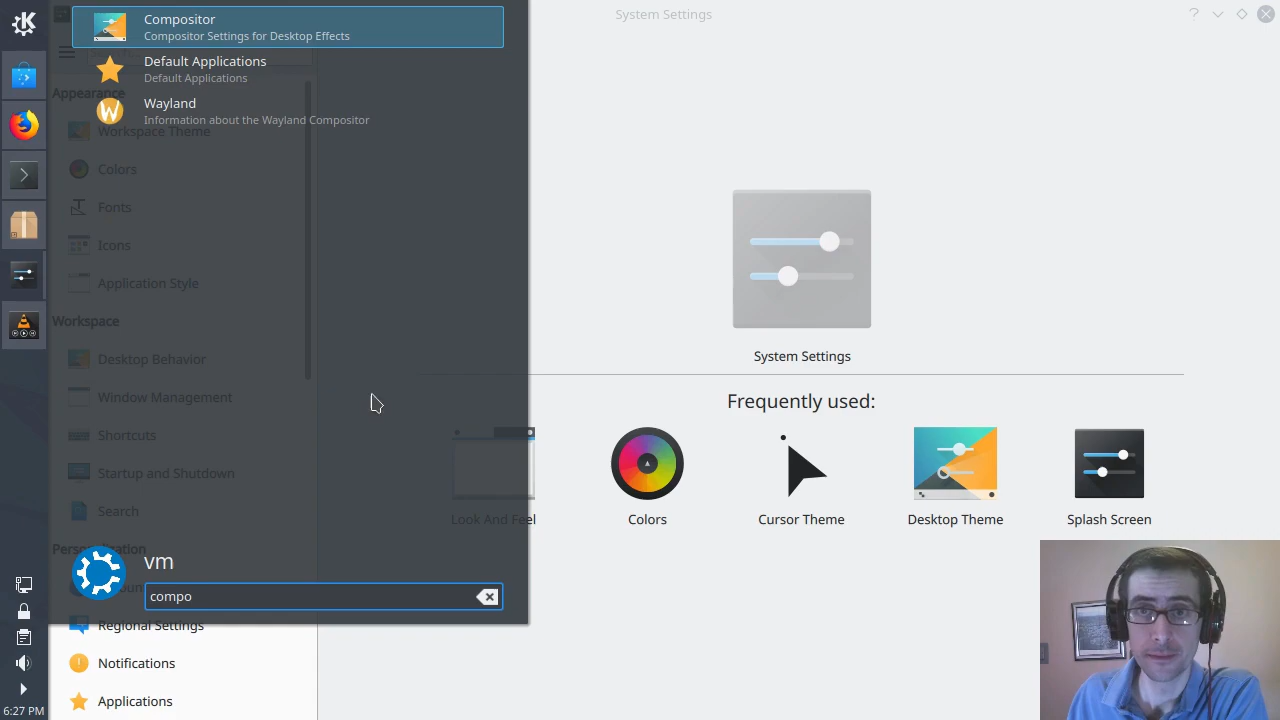 System Settings
Compositor
Compositor Settings for Desktop Effects
Default Applications
Default Applications
Wayland
Information about the Wayland Compositor
Appearance
Workspace Theme
Colors
Fonts
Icons
Application Style
Workspace
Desktop Behavior
Window Management
Shortcuts
Startup and Shutdown
Search
Personalization
vm
compo
Regional Settings
Notifications
Applications
System Settings
Frequently used:
Look And Feel
Colors
Cursor Theme
Desktop Theme
Splash Screen
6:27 PM